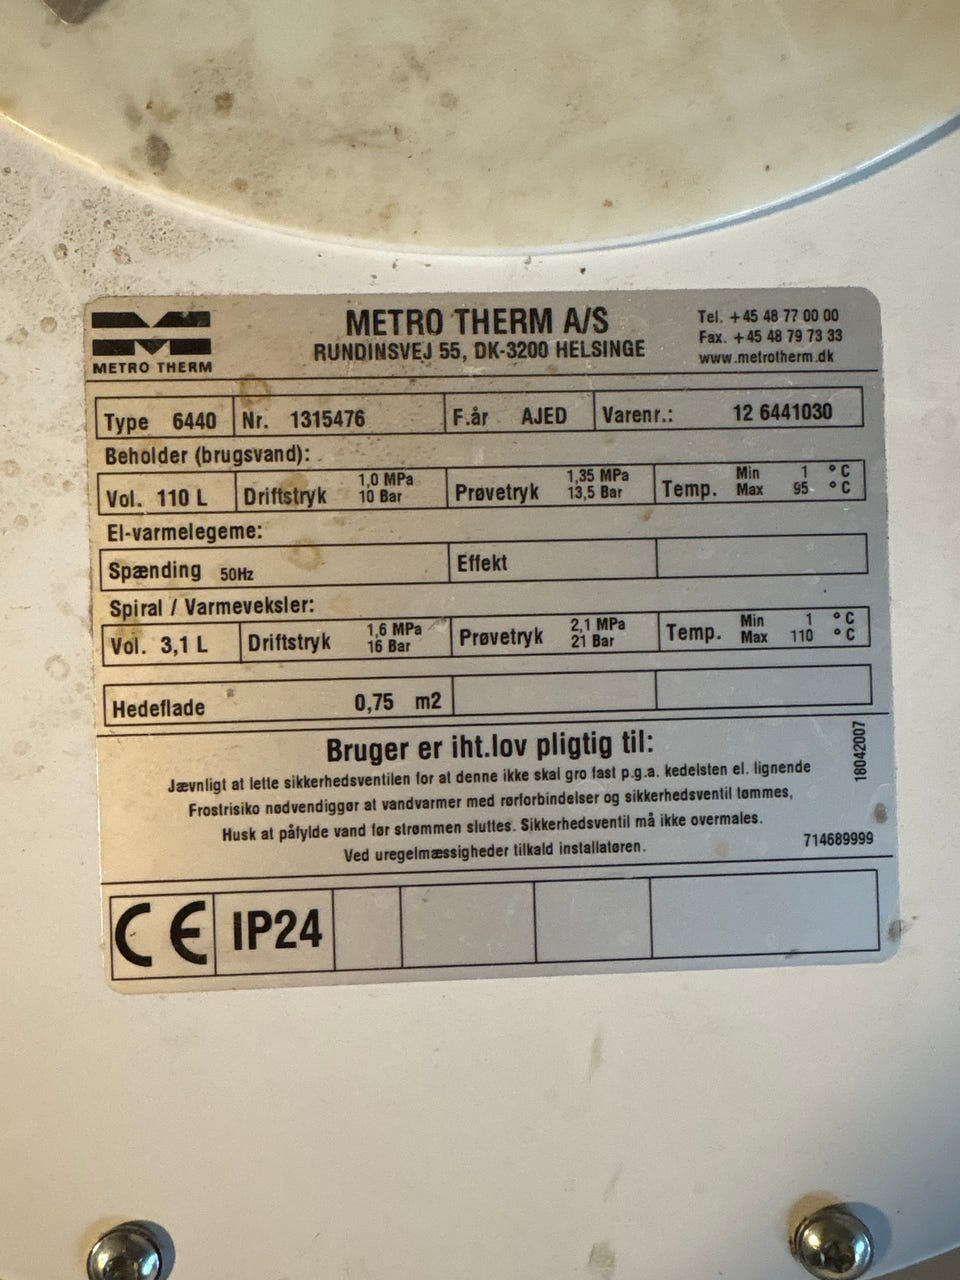 METRO THERM
METRO THERM A/S
RUNDINSVEJ 55, DK-3200 HELSINGE
Tel. +45 48 77 00 00
Fax. +45 48 79 73 33
www.metrotherm.dk
Type 6440 Nr. 1315476 F.år AJED Varenr.: 12 6441030
Beholder (brugsvand):
Vol. 110 L Driftstryk 1,0 MPa 10 Bar Prøvetryk 1,35 MPa 13,5 Bar Temp. Min 1 °C Max 95 °C
El-varmelegeme:
Spænding 50Hz Effekt
Spiral / Varmeveksler:
Vol. 3,1 L Driftstryk 1,6 MPa 16 Bar Prøvetryk 2,1 MPa 21 Bar Temp. Min 1 °C Max 110 °C
Hedeflade 0,75 m2
Bruger er iht.lov pligtig til:
Jævnligt at lette sikkerhedsventilen for at denne ikke skal gro fast p.g.a. kedelsten el. lignende
Frostrisiko nødvendiggør at vandvarmer med rørforbindelser og sikkerhedsventil tømmes,
Husk at påfylde vand før strømmen sluttes. Sikkerhedsventil må ikke overmales.
Ved uregelmæssigheder tilkald installatøren.
18042007
714689999
CE IP24